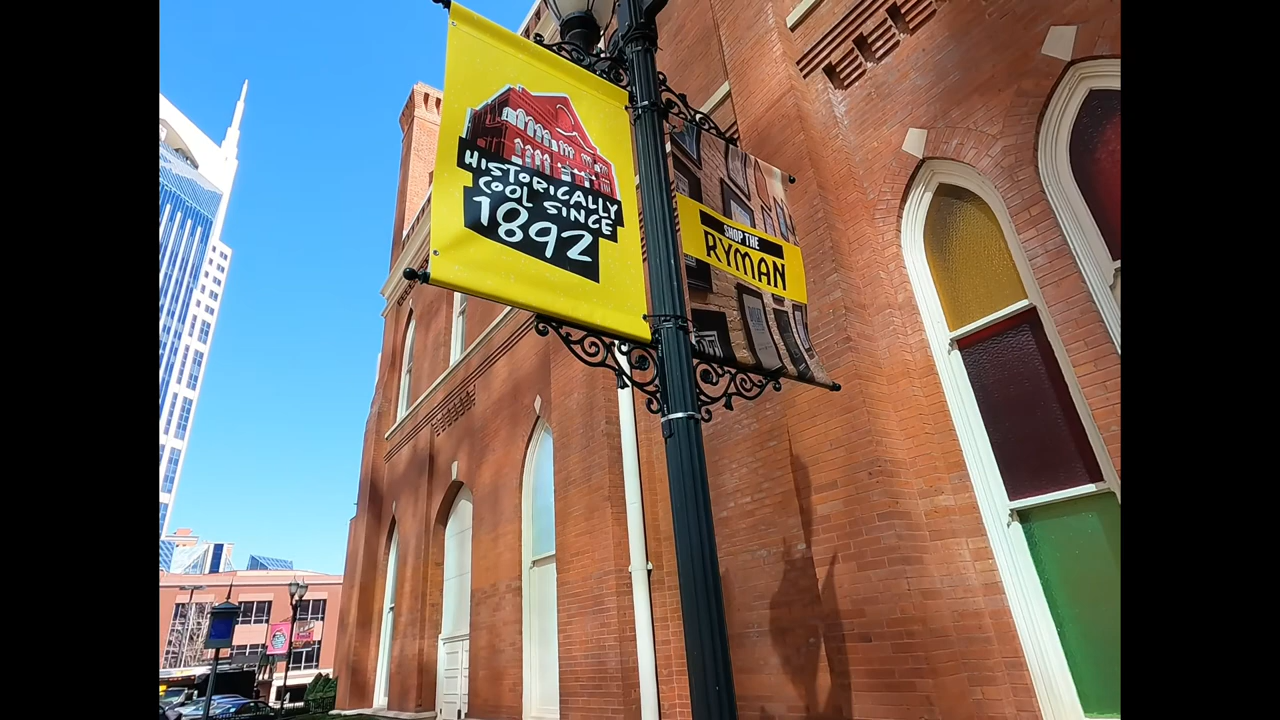 HISTORICALLY
COOL SINCE
1892
SHOP THE
RYMAN